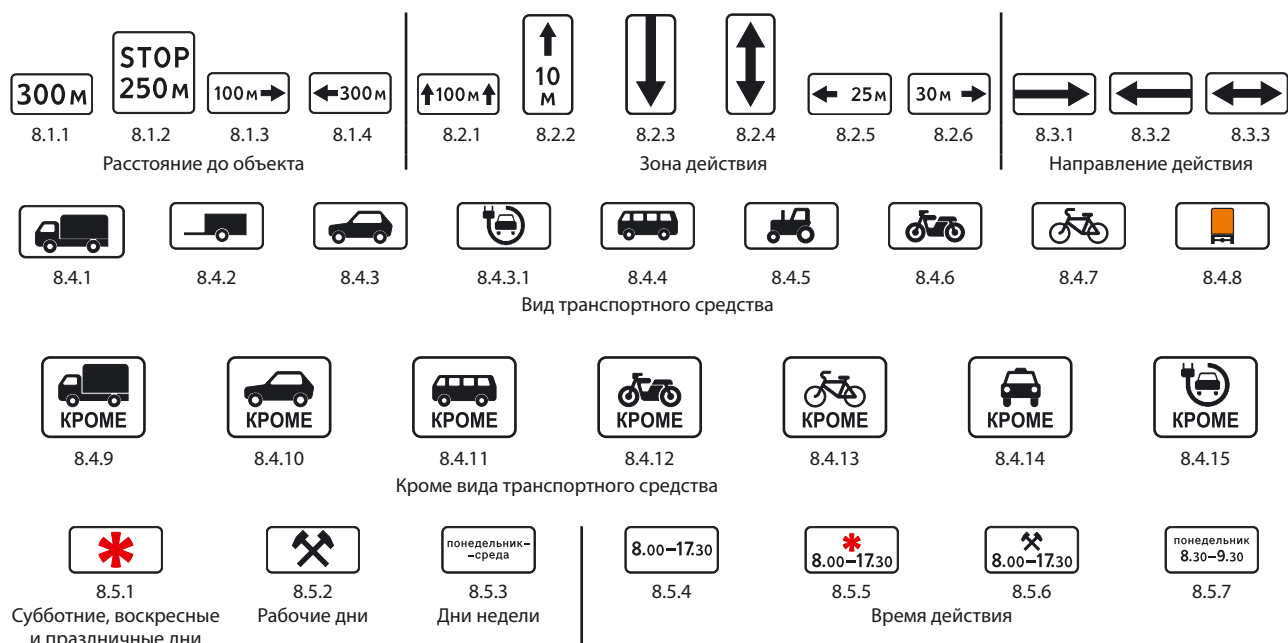 300 м
STOP
250 м
100 м
300 м
100 м
10
м
25 м
30 м
8.1.1 8.1.2 8.1.3 8.1.4 8.2.1 8.2.2 8.2.3 8.2.4 8.2.5 8.2.6 8.3.1 8.3.2 8.3.3
Расстояние до объекта Зона действия Направление действия
8.4.1 8.4.2 8.4.3 8.4.3.1 8.4.4 8.4.5 8.4.6 8.4.7 8.4.8
Вид транспортного средства
КРОМЕ КРОМЕ КРОМЕ КРОМЕ КРОМЕ КРОМЕ КРОМЕ
8.4.9 8.4.10 8.4.11 8.4.12 8.4.13 8.4.14 8.4.15
Кроме вида транспортного средства
понедельник–
–среда
8.00–17.30
8.00–17.30
8.00–17.30
понедельник
8.30–9.30
8.5.1 8.5.2 8.5.3 8.5.4 8.5.5 8.5.6 8.5.7
Субботние, воскресные Рабочие дни Дни недели Время действия
и праздничные дни